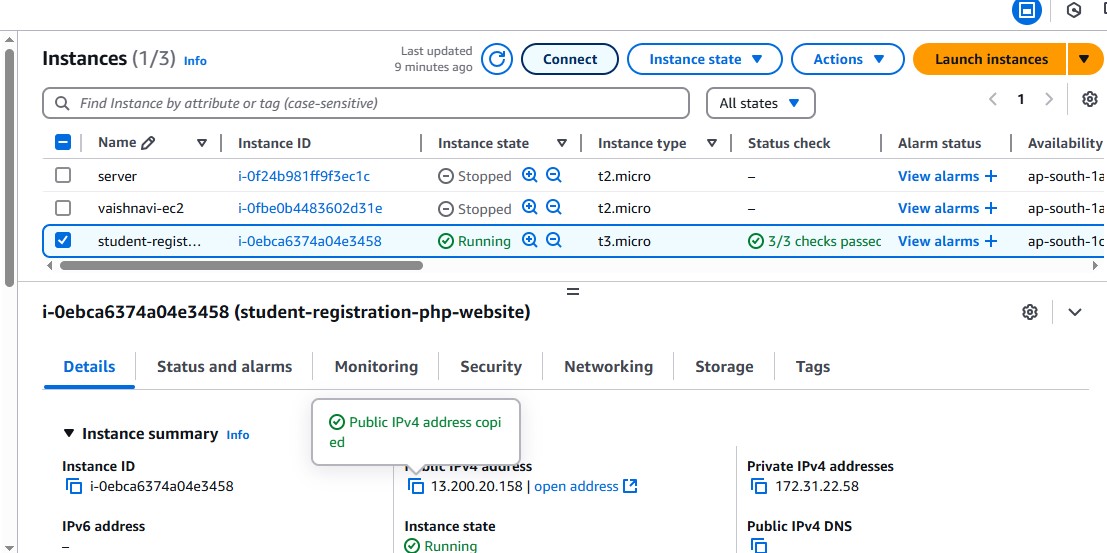 Instances (1/3) Info
Last updated
9 minutes ago
Connect
Instance state
Actions
Launch instances
Find Instance by attribute or tag (case-sensitive)
All states
1
Name Instance ID Instance state Instance type Status check Alarm status Availability
server i-0f24b981ff9f3ec1c Stopped t2.micro – View alarms + ap-south-1a
vaishnavi-ec2 i-0fbe0b4483602d31e Stopped t2.micro – View alarms + ap-south-1a
student-regist... i-0ebca6374a04e3458 Running t3.micro 3/3 checks passec View alarms + ap-south-1c
i-0ebca6374a04e3458 (student-registration-php-website)
Details Status and alarms Monitoring Security Networking Storage Tags
Public IPv4 address copi
ed
Instance summary Info
Instance ID
i-0ebca6374a04e3458
Public IPv4 address
13.200.20.158 | open address
Private IPv4 addresses
172.31.22.58
IPv6 address
–
Instance state
Running
Public IPv4 DNS